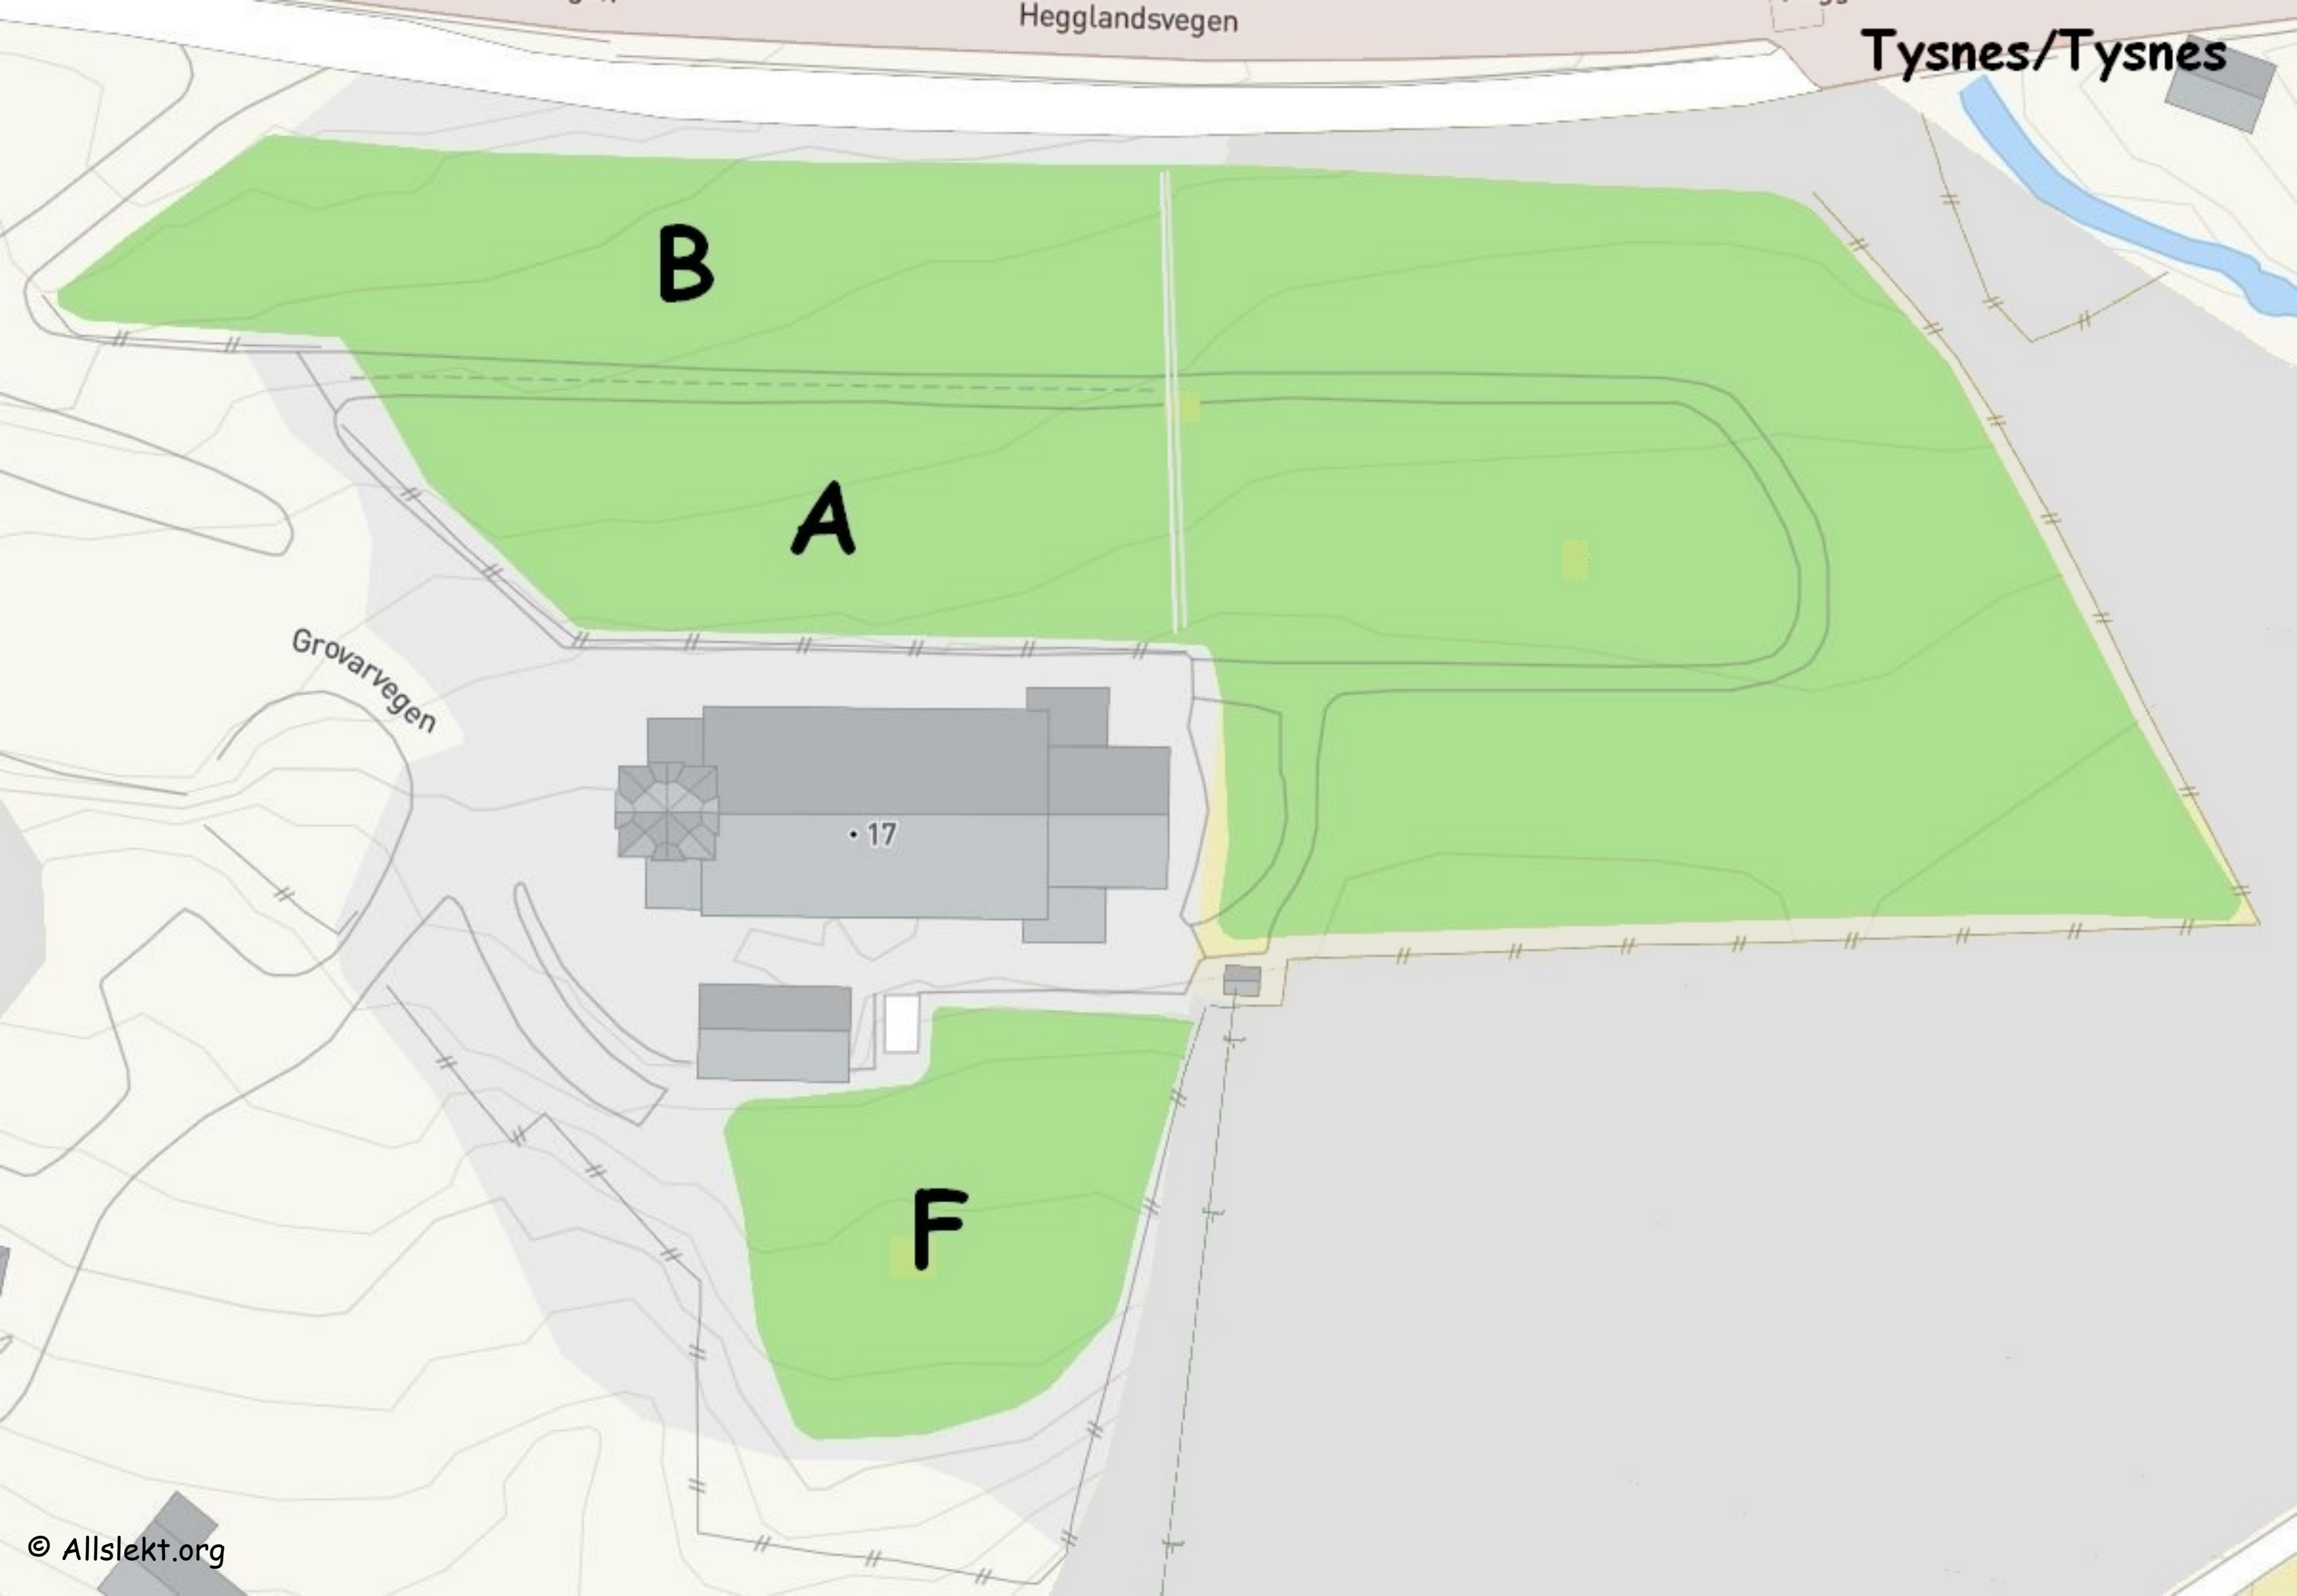 Hegglandsvegen
Tysnes/Tysnes
B
A
Grovarvegen
17
F
© Allslekt.org